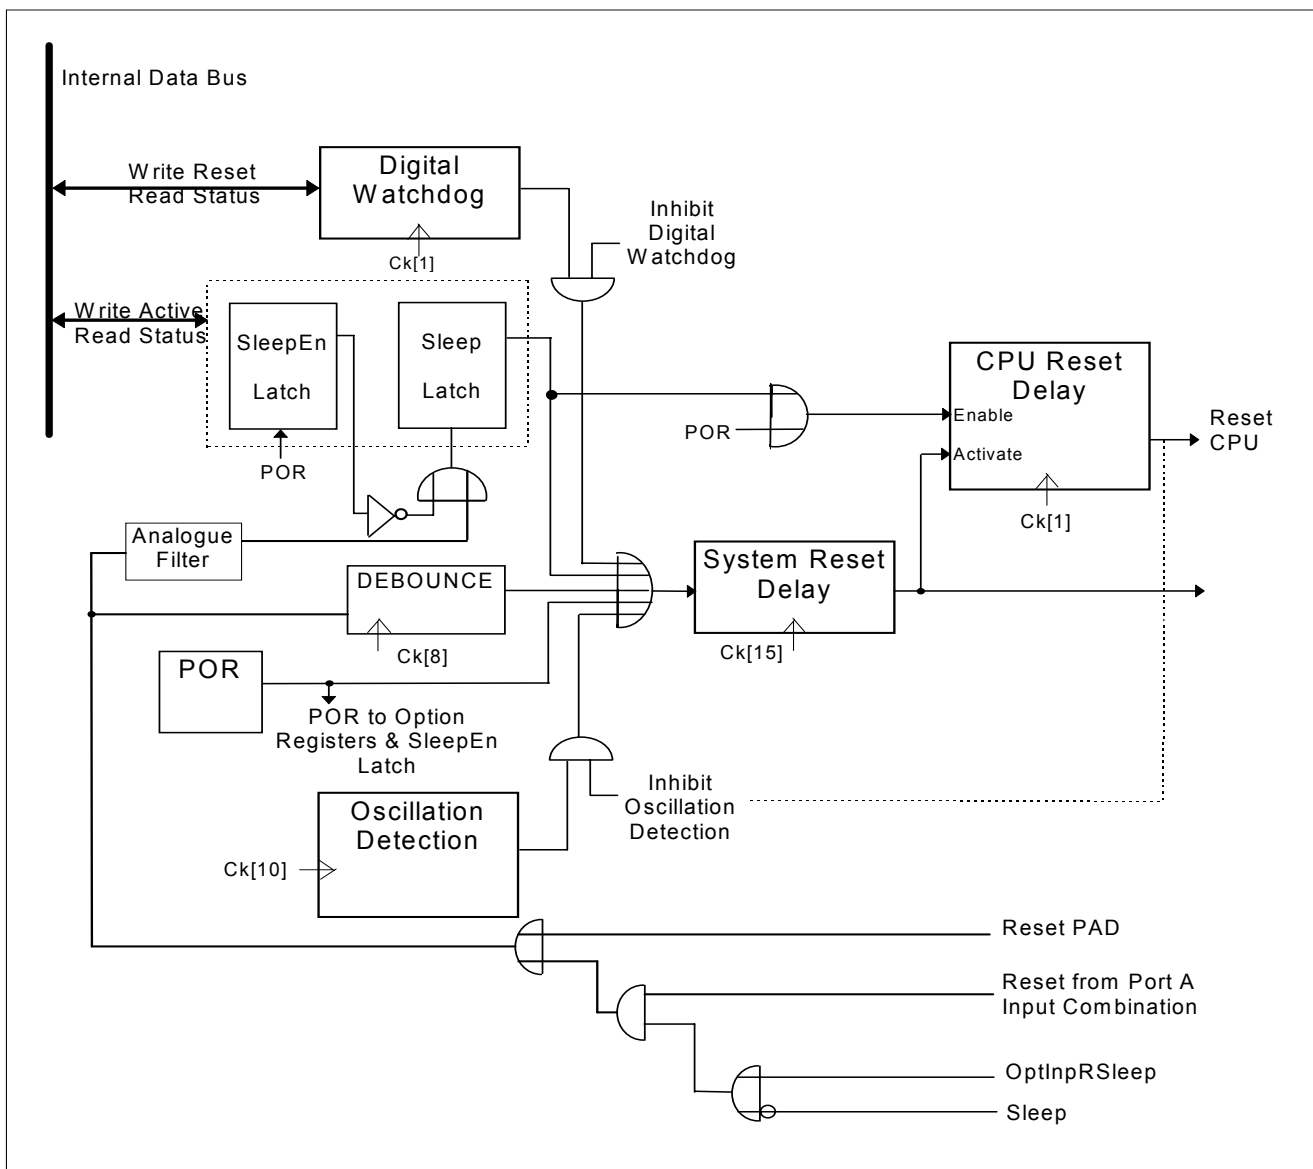 Internal Data Bus
Write Reset
Read Status
Digital
Watchdog
Ck[1]
Inhibit
Digital
Watchdog
Write Active
Read Status
SleepEn
Latch
Sleep
Latch
POR
CPU Reset
Delay
Enable
Activate
Ck[1]
Reset
CPU
POR
Analogue
Filter
DEBOUNCE
Ck[8]
System Reset
Delay
Ck[15]
POR
POR to Option
Registers & SleepEn
Latch
Inhibit
Oscillation
Detection
Oscillation
Detection
Ck[10]
Reset PAD
Reset from Port A
Input Combination
OptInpRSleep
Sleep